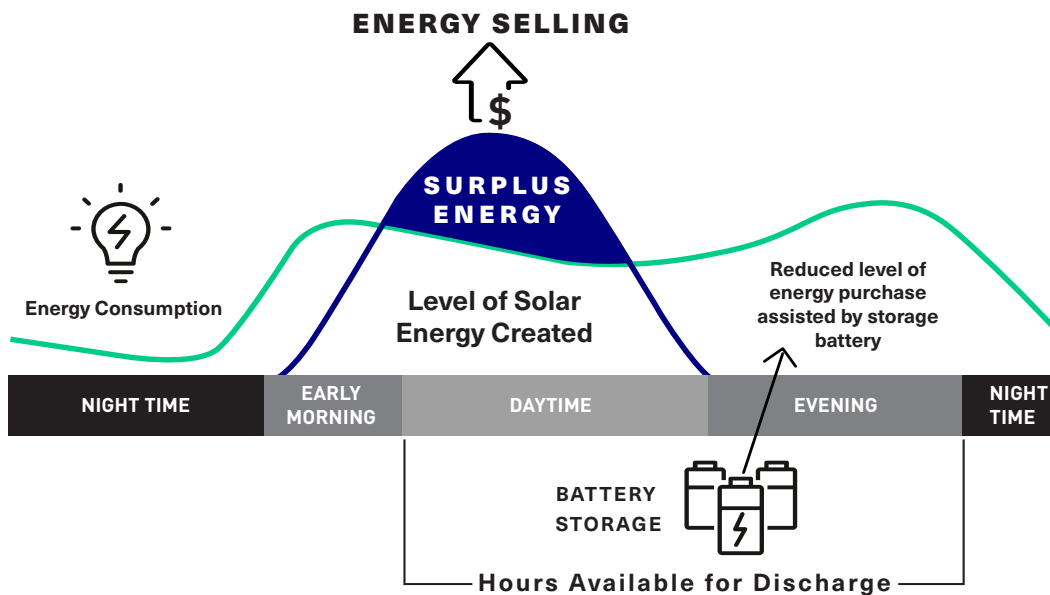 ENERGY SELLING
$
SURPLUS
ENERGY
Energy Consumption
Level of Solar
Energy Created
Reduced level of
energy purchase
assisted by storage
battery
NIGHT TIME
EARLY
MORNING
DAYTIME
EVENING
NIGHT
TIME
BATTERY
STORAGE
Hours Available for Discharge